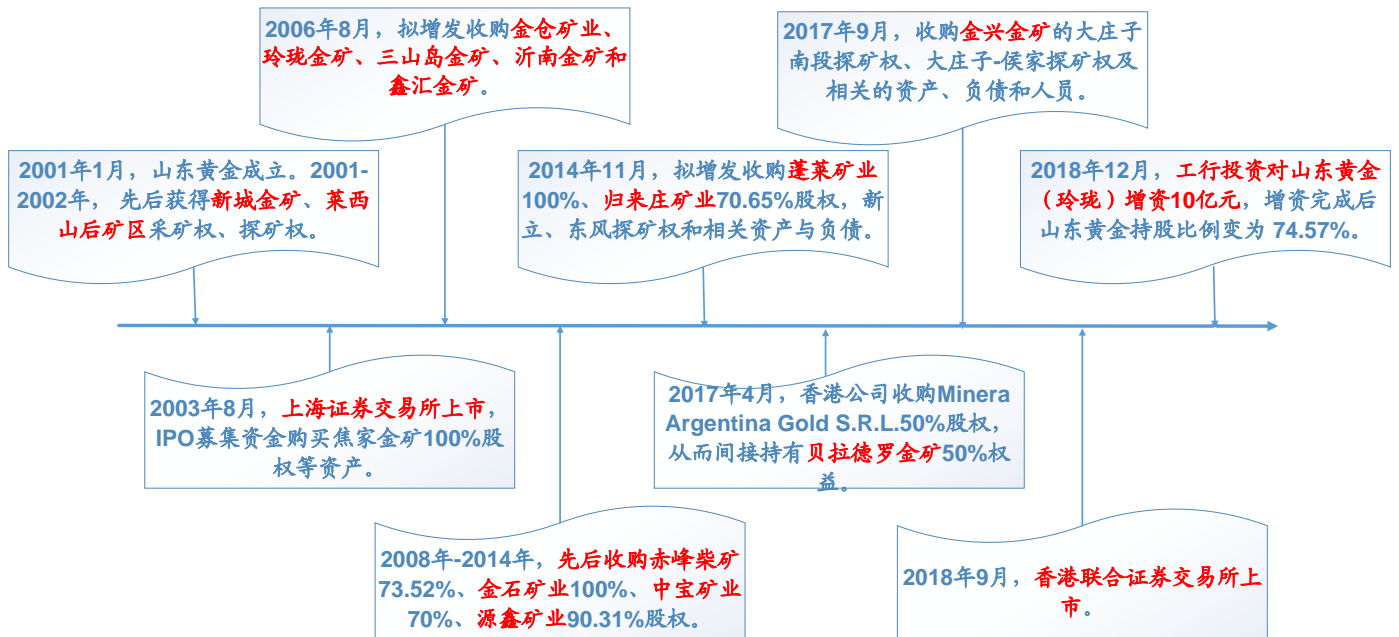 2006年8月，拟增发收购金仓矿业、
玲珑金矿、三山岛金矿、沂南金矿和
鑫汇金矿。
2017年9月，收购金兴金矿的大庄子
南段探矿权、大庄子-侯家探矿权及
相关的资产、负债和人员。
2001年1月，山东黄金成立。2001-
2002年， 先后获得新城金矿、莱西
山后矿区采矿权、探矿权。
2014年11月，拟增发收购蓬莱矿业
100%、归来庄矿业70.65%股权，新
立、东风探矿权和相关资产与负债。
2018年12月，工行投资对山东黄金
（玲珑）增资10亿元，增资完成后
山东黄金持股比例变为 74.57%。
2003年8月，上海证券交易所上市，
IPO募集资金购买焦家金矿100%股
权等资产。
2017年4月，香港公司收购Minera
Argentina Gold S.R.L.50%股权，
从而间接持有贝拉德罗金矿50%权
益。
2008年-2014年，先后收购赤峰柴矿
73.52%、金石矿业100%、中宝矿业
70%、源鑫矿业90.31%股权。
2018年9月，香港联合证券交易所上
市。